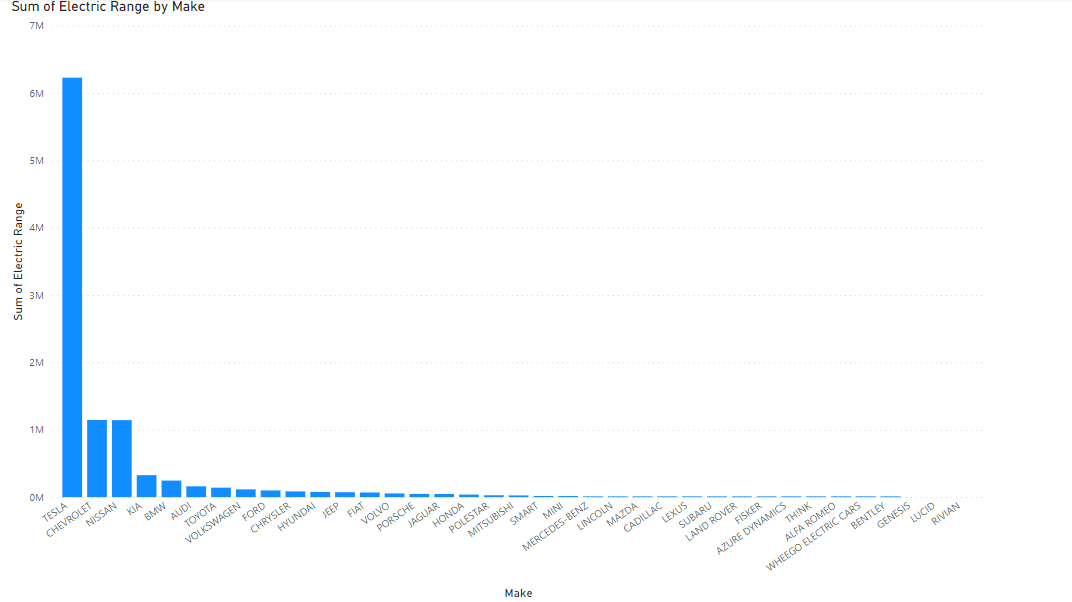 Sum of Electric Range by Make
7M
6M
5M
4M
3M
2M
1M
0M
Sum of Electric Range
TESLA
CHEVROLET
NISSAN
KIA
BMW
AUDI
TOYOTA
VOLKSWAGEN
FORD
CHRYSLER
HYUNDAI
JEEP
FIAT
VOLVO
PORSCHE
JAGUAR
HONDA
POLESTAR
MITSUBISHI
SMART
MINI
MERCEDES-BENZ
LINCOLN
MAZDA
CADILLAC
LEXUS
SUBARU
LAND ROVER
FISKER
AZURE DYNAMICS
TH!NK
ALFA ROMEO
WHEEGO ELECTRIC CARS
BENTLEY
GENESIS
LUCID
RIVIAN
Make